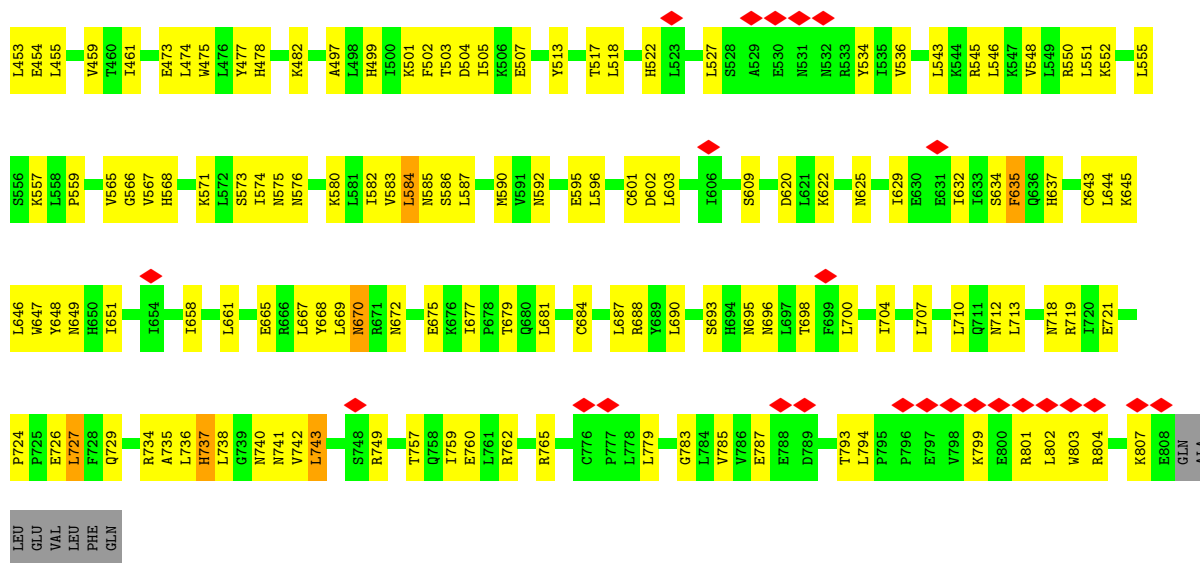 L453 E454 L455 V459 T460 I461 E473 L474 W475 L476 Y477 H478 K482 A497 L498 H499 I500 K501 F502 T503 D504 I505 K506 E507 Y513 T517 L518 H522 L523 L527 S528 A529 E530 N531 N532 R533 Y534 I535 V536 L543 K544 R545 L546 K547 V548 L549 R550 L551 K552 L555
S556 K557 L558 P559 V565 G566 V567 H568 K571 L572 S573 I574 N575 N576 K580 L581 I582 V583 L584 N585 S586 L587 M590 V591 N592 E595 L596 C601 D602 L603 I606 S609 D620 L621 K622 N625 I629 E630 E631 I632 I633 S634 F635 Q636 H637 C643 L644 K645
L646 W647 Y648 N649 H650 I651 I654 I658 L661 E665 R666 L667 Y668 L669 N670 R671 N672 E675 K676 I677 P678 T679 Q680 L681 C684 L687 R688 Y689 L690 S693 H694 N695 N696 L697 T698 F699 L700 I704 L707 L710 Q711 N712 L713 N718 R719 I720 E721
P724 P725 E726 L727 F728 Q729 R734 A735 L736 H737 L738 G739 N740 N741 V742 L743 S748 R749 T757 Q758 I759 E760 L761 R762 R765 C776 P777 L778 L779 G783 L784 V785 V786 E787 E788 D789 T793 L794 P795 P796 E797 V798 K799 E800 R801 L802 W803 R804 K807 E808 GLN ALA
LEU GLU VAL LEU PHE GLN